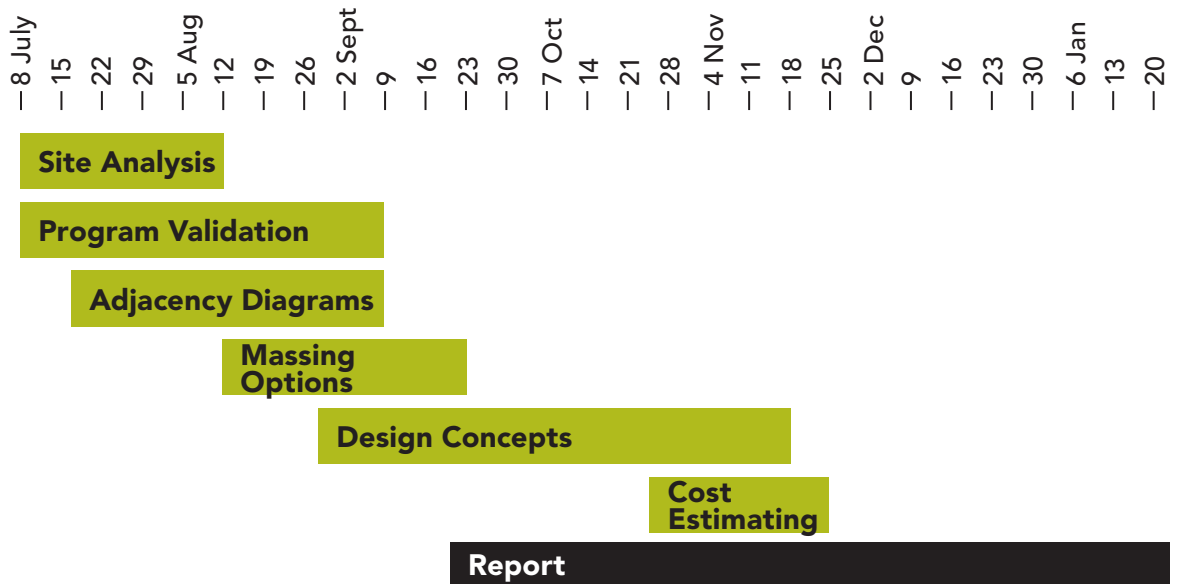 8 July
15
22
29
5 Aug
12
19
26
2 Sept
9
16
23
30
7 Oct
14
21
28
4 Nov
11
18
25
2 Dec
9
16
23
30
6 Jan
13
20
Site Analysis
Program Validation
Adjacency Diagrams
Massing
Options
Design Concepts
Cost
Estimating
Report